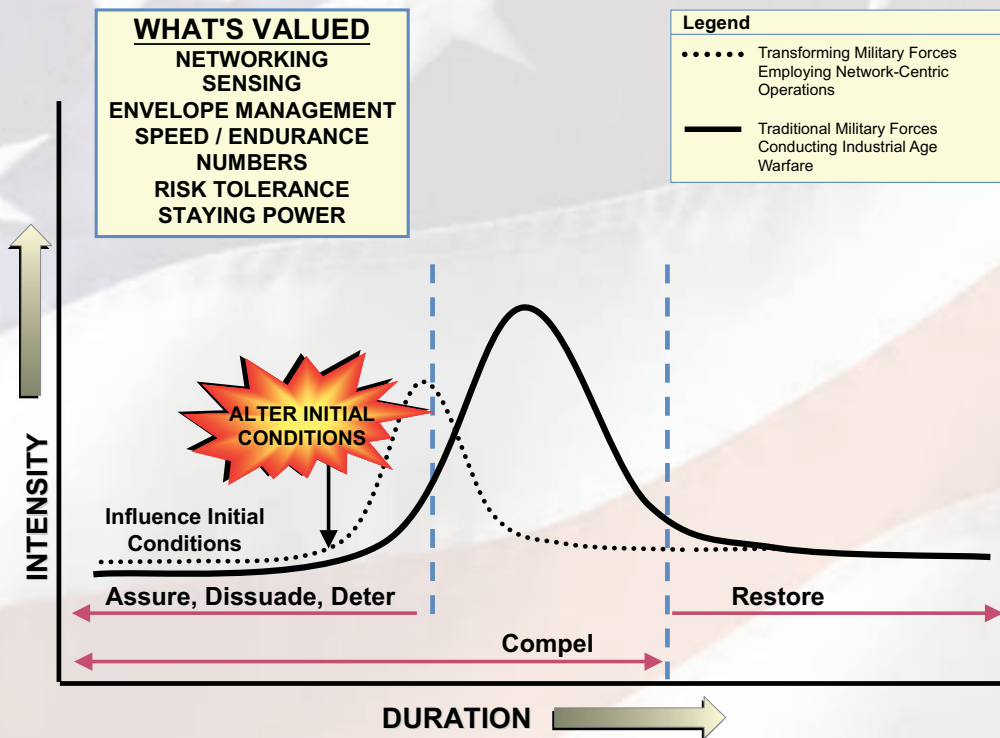 WHAT'S VALUED
NETWORKING
SENSING
ENVELOPE MANAGEMENT
SPEED / ENDURANCE
NUMBERS
RISK TOLERANCE
STAYING POWER
Legend
Transforming Military Forces
Employing Network-Centric
Operations
Traditional Military Forces
Conducting Industrial Age
Warfare
INTENSITY
ALTER INITIAL
CONDITIONS
Influence Initial
Conditions
Assure, Dissuade, Deter
Restore
Compel
DURATION